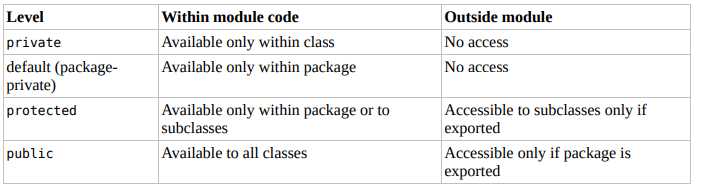 Level Within module code Outside module
private Available only within class No access
default (package-
private) Available only within package No access
protected Available only within package or to
subclasses Accessible to subclasses only if
exported
public Available to all classes Accessible only if package is
exported